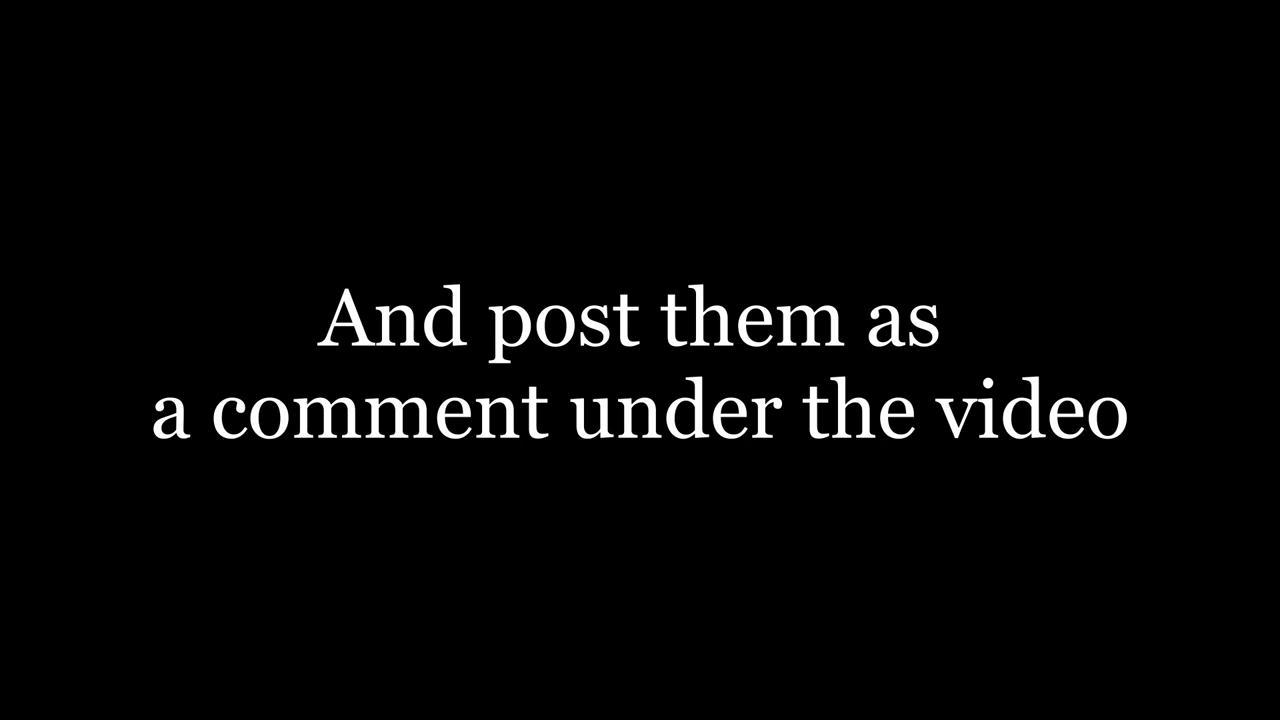 And post them as
a comment under the video